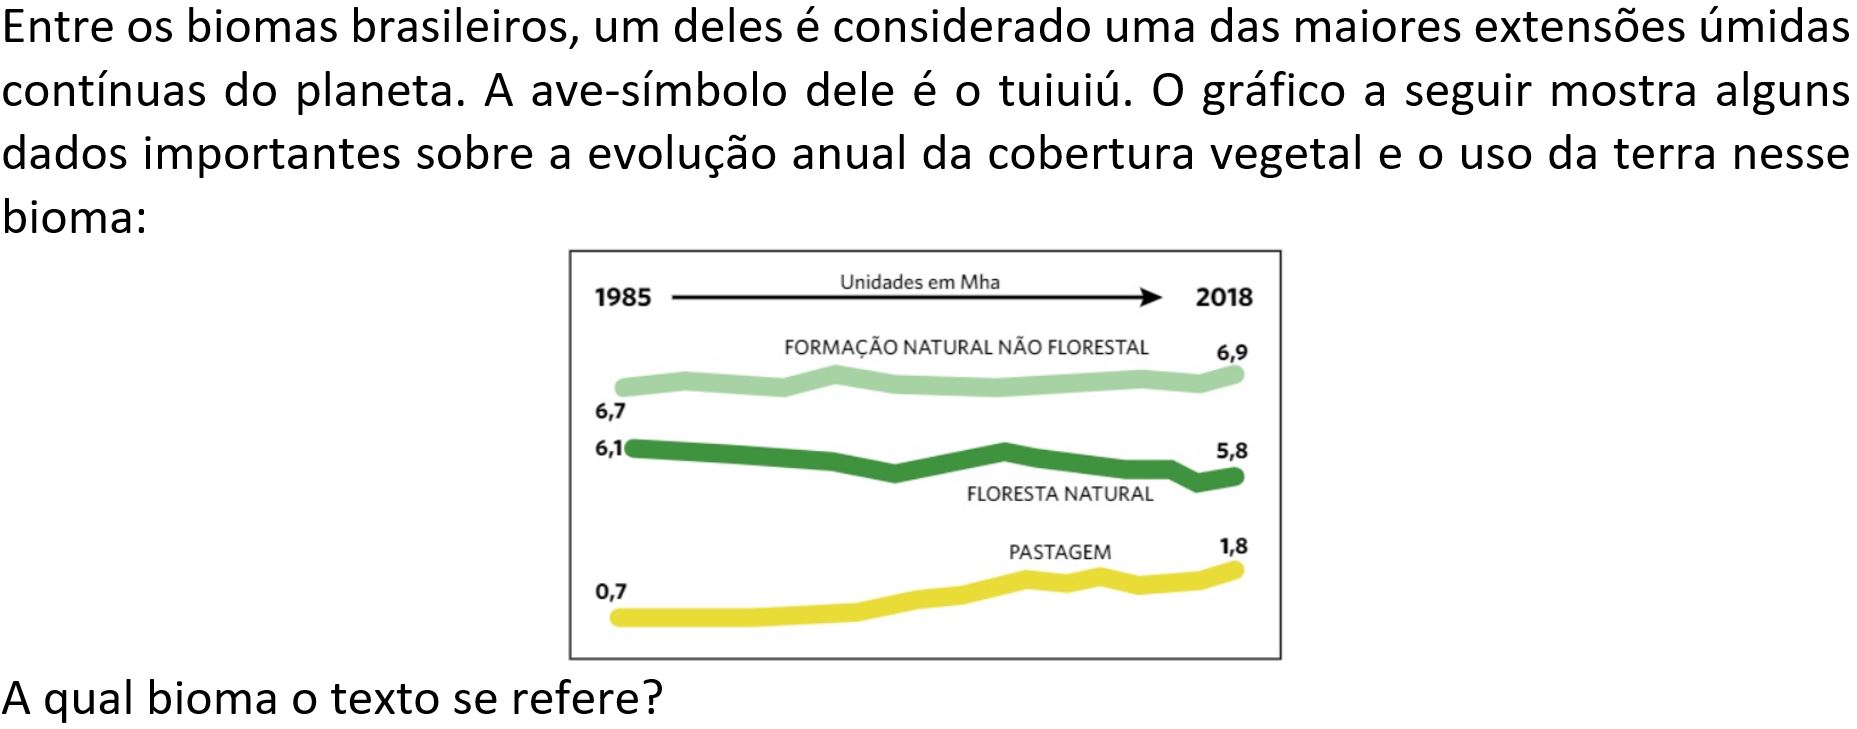 Entre os biomas brasileiros, um deles é considerado uma das maiores extensões úmidas
contínuas do planeta. A ave-símbolo dele é o tuiuiú. O gráfico a seguir mostra alguns
dados importantes sobre a evolução anual da cobertura vegetal e o uso da terra nesse
bioma:
Unidades em Mha
1985 2018
FORMAÇÃO NATURAL NÃO FLORESTAL 6,9
6,7
6,1 5,8
FLORESTA NATURAL
PASTAGEM 1,8
0,7
A qual bioma o texto se refere?